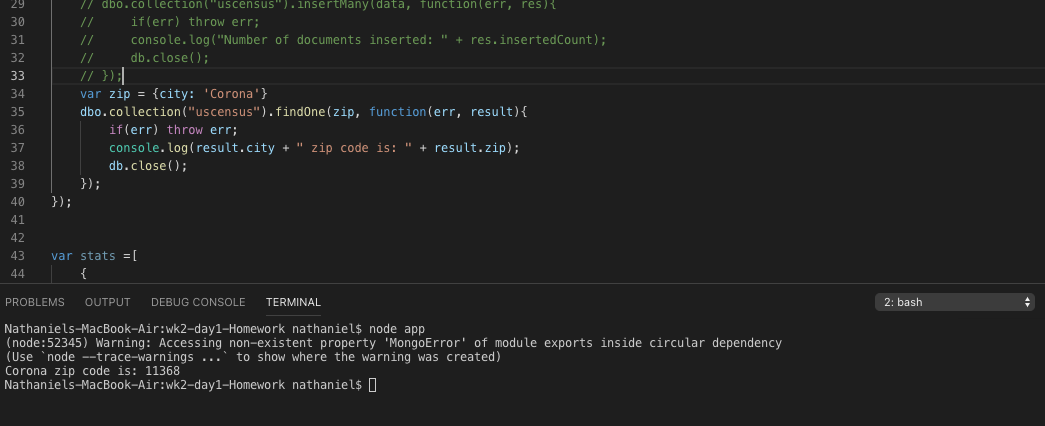 29 // dbo.collection("uscensus").insertMany(data, function(err, res){
30 //     if(err) throw err;
31 //     console.log("Number of documents inserted: " + res.insertedCount);
32 //     db.close();
33 // });
34 var zip = {city: 'Corona'}
35 dbo.collection("uscensus").findOne(zip, function(err, result){
36 if(err) throw err;
37 console.log(result.city + " zip code is: " + result.zip);
38 db.close();
39 });
40 });
41
42
43 var stats =[
44 {
PROBLEMS OUTPUT DEBUG CONSOLE TERMINAL 2: bash
Nathaniels-MacBook-Air:wk2-day1-Homework nathaniel$ node app
(node:52345) Warning: Accessing non-existent property 'MongoError' of module exports inside circular dependency
(Use `node --trace-warnings ...` to show where the warning was created)
Corona zip code is: 11368
Nathaniels-MacBook-Air:wk2-day1-Homework nathaniel$